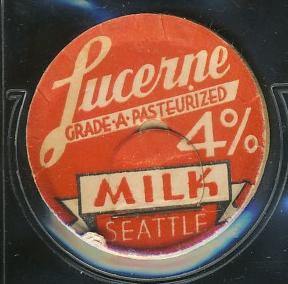 Lucerne
GRADE·A·PASTEURIZED
4%
MILK
SEATTLE